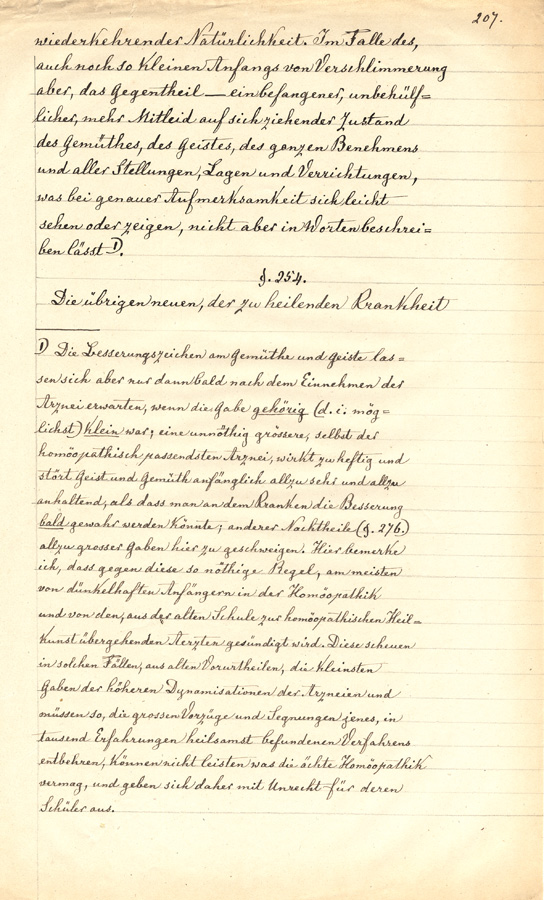 207.
wiederkehrender Natürlichkeit. Im Falle des,
auch noch so kleinen Anfangs von Verschlimmerung
aber, das Gegentheil — ein befangener, unbehülf=
licher, mehr Mitleid auf sich ziehender Zustand
des Gemüthes, des Geistes, des ganzen Benehmens
und aller Stellungen, Lagen und Verrichtungen,
was bei genauer Aufmerksamkeit sich leicht
sehen oder zeigen, nicht aber in Worten beschrei=
ben lässt 1).
§. 254.
Die übrigen neuen, der zu heilenden Krankheit
1) Die Besserungszeichen am Gemüthe und Geiste las=
sen sich aber nur dann bald nach dem Einnehmen der
Arznei erwarten, wenn die Gabe gehörig (d. i. mög=
lichst) klein war; eine unnöthig grössere, selbst der
homöopathisch passendsten Arznei, wirkt zu heftig und
stört Geist und Gemüth anfänglich allzu sehr und allzu
anhaltend, als dass man an dem Kranken die Besserung
bald gewahr werden könnte; anderer Nachtheile (§. 276.)
allzu grosser Gaben hier zu geschweigen. Hier bemerke
ich, dass gegen diese so nöthige Regel, am meisten
von dünkelhaften Anfängern in der Homöopathik
und von den, aus der alten Schule zur homöopathischen Heil=
kunst übergehenden Aerzten gesündigt wird. Diese scheuen
in solchen Fällen, aus alten Vorurtheilen, die kleinsten
Gaben der höheren Dynamisationen der Arzneien und
müssen so, die grossen Vorzüge und Segnungen jenes, in
tausend Erfahrungen heilsamst befundenen Verfahrens
entbehren, können nicht leisten was die ächte Homöopathik
vermag, und geben sich daher mit Unrecht für deren
Schüler aus.